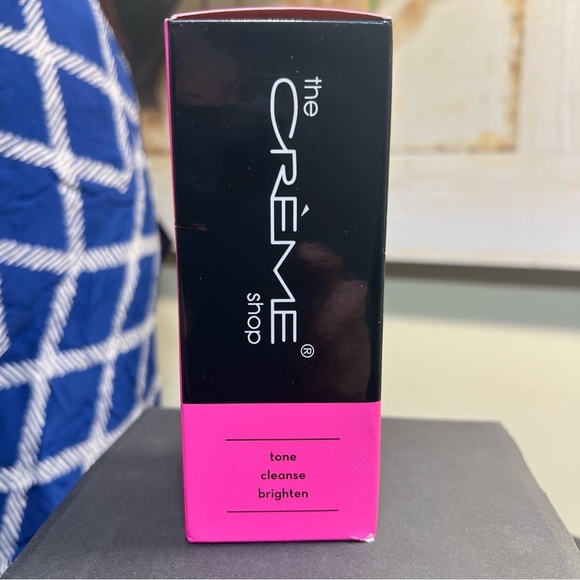 the
CRÈME
shop®
tone
cleanse
brighten